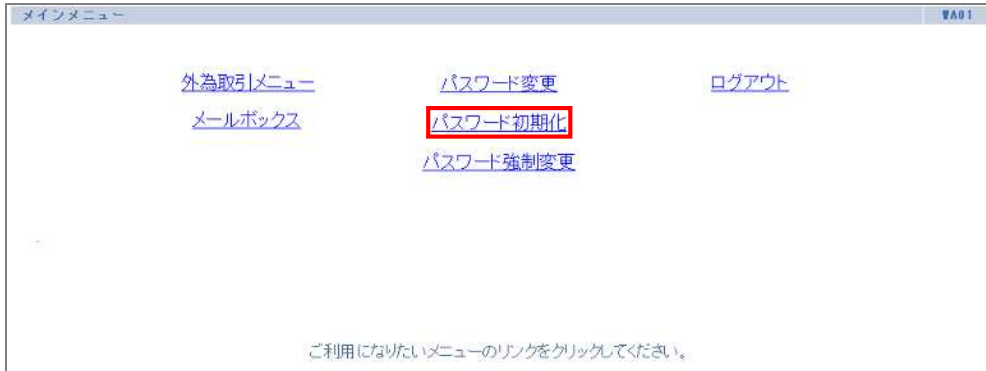 メインメニュー WA01
外為取引メニュー パスワード変更 ログアウト
メールボックス パスワード初期化
パスワード強制変更
ご利用になりたいメニューのリンクをクリックしてください。